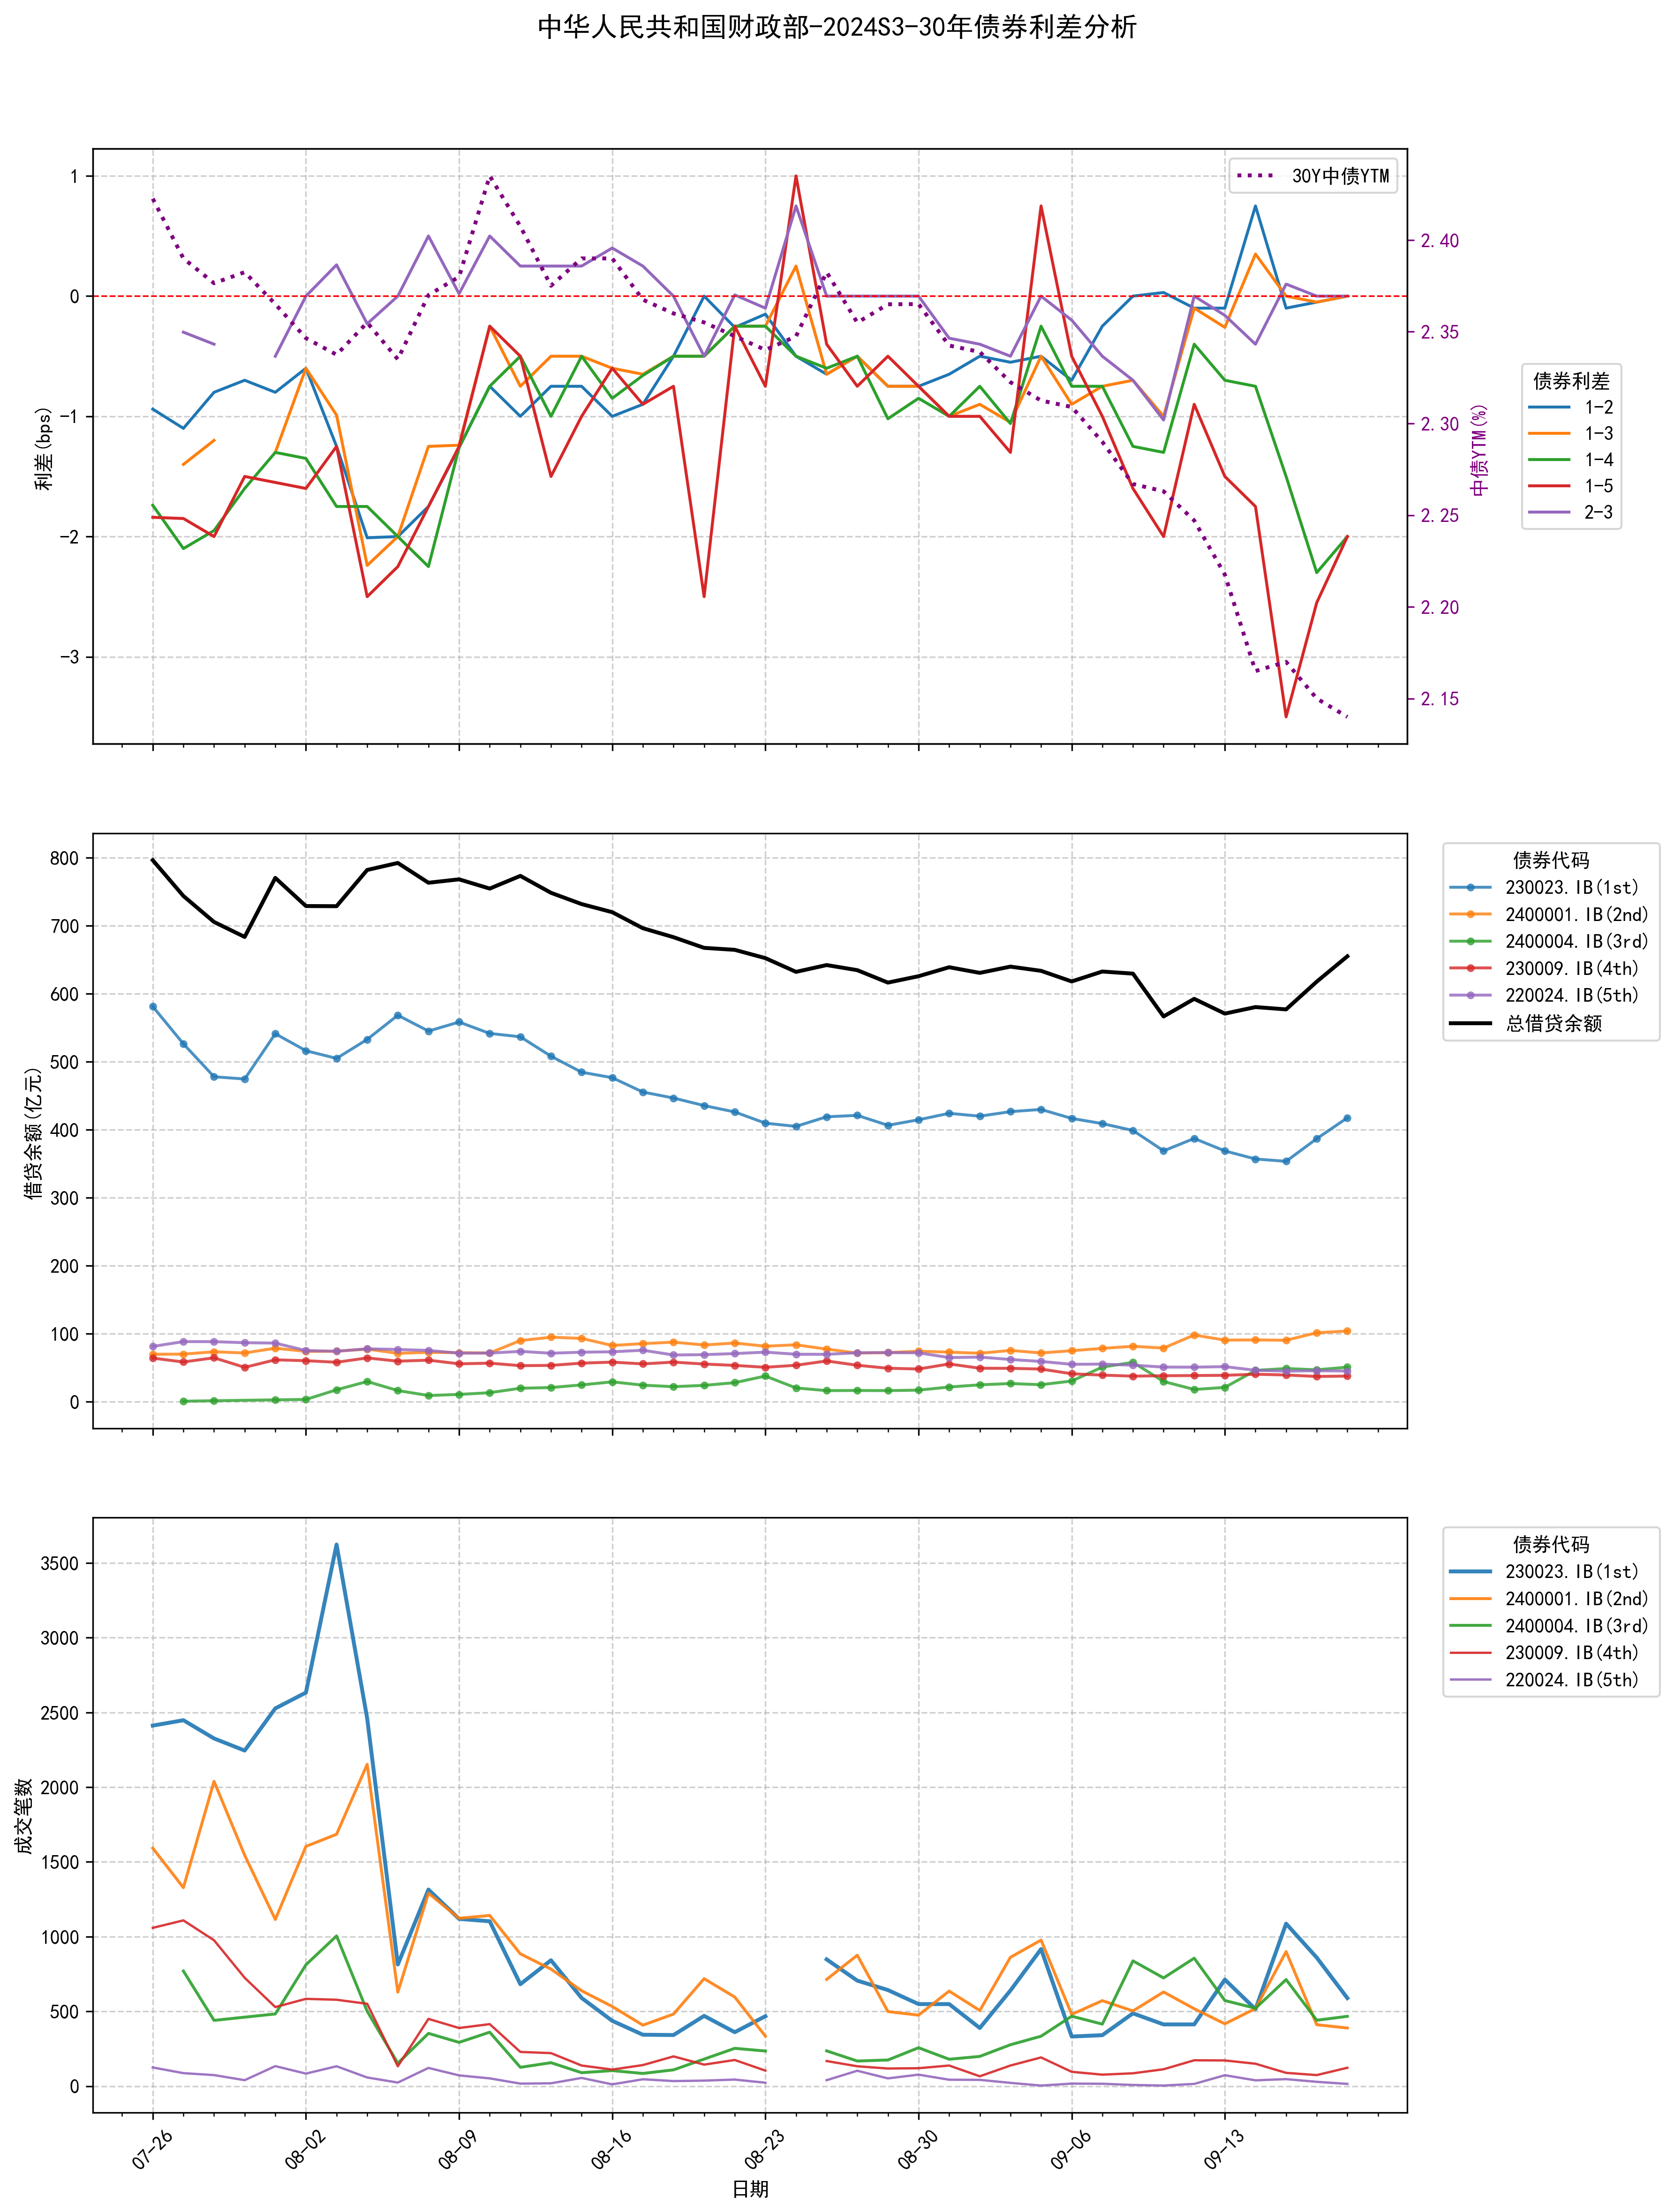 中华人民共和国财政部-2024S3-30年债券利差分析
30Y中债YTM
1
0
−1
−2
−3
利差(bps)
2.40
2.35
2.30
2.25
2.20
2.15
中债YTM(%)
债券利差
1-2
1-3
1-4
1-5
2-3
800
700
600
500
400
300
200
100
0
借贷余额(亿元)
债券代码
230023.IB(1st)
2400001.IB(2nd)
2400004.IB(3rd)
230009.IB(4th)
220024.IB(5th)
总借贷余额
3500
3000
2500
2000
1500
1000
500
0
成交笔数
债券代码
230023.IB(1st)
2400001.IB(2nd)
2400004.IB(3rd)
230009.IB(4th)
220024.IB(5th)
07-26
08-02
08-09
08-16
08-23
08-30
09-06
09-13
日期